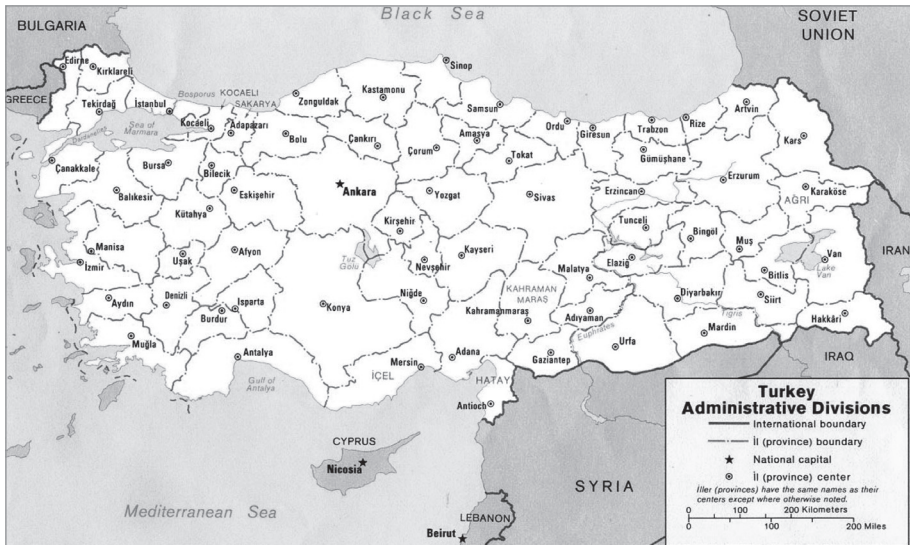 Black Sea
BULGARIA
SOVIET
UNION
GREECE
Edirne
Kırklareli
Tekirdağ
İstanbul
Bosporus
KOCAELI
SAKARYA
Kocaeli
Adapazarı
Sea of
Marmara
Dardanelles
Zonguldak
Kastamonu
Sinop
Samsun
Bolu
Çankırı
Çorum
Amasya
Tokat
Ordu
Giresun
Trabzon
Rize
Artvin
Kars
Gümüşhane
Çanakkale
Bursa
Bilecik
Balıkesir
Eskişehir
Kütahya
Ankara
Yozgat
Sivas
Erzincan
Erzurum
Karaköse
AĞRI
Kirşehir
Tunceli
Bingöl
Muş
Manisa
İzmir
Uşak
Afyon
Tuz
Gölü
Nevşehir
Kayseri
Malatya
Elaziğ
Van
Lake
Van
Bitlis
IRAN
Aydın
Denizli
Burdur
Isparta
Konya
Niğde
KAHRAMAN
MARAŞ
Kahramanmaraş
Adıyaman
Diyarbakır
Siirt
Hakkâri
Muğla
Antalya
Gulf of
Antalya
Mersin
İÇEL
Adana
Gaziantep
Euphrates
Urfa
Tigris
Mardin
IRAQ
HATAY
Antioch
CYPRUS
Nicosia
SYRIA
LEBANON
Beirut
Mediterranean Sea
Turkey
Administrative Divisions
International boundary
İl (province) boundary
National capital
İl (province) center
İller (provinces) have the same names as their
centers except where otherwise noted.
0 100 200 Kilometers
0 100 200 Miles